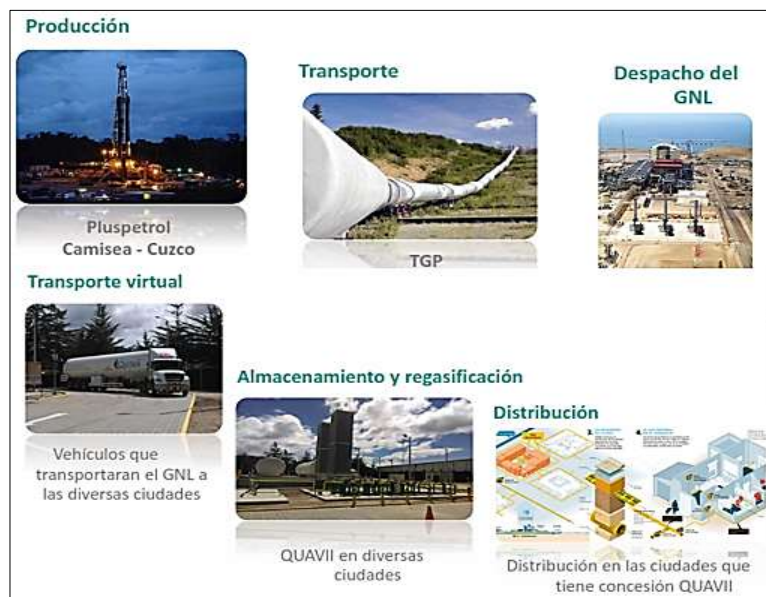 Producción
Pluspetrol
Camisea - Cuzco
Transporte
TGP
Despacho del
GNL
Transporte virtual
Vehículos que
transportaran el GNL a
las diversas ciudades
Almacenamiento y regasificación
QUAVII en diversas
ciudades
Distribución
Distribución en las ciudades que
tiene concesión QUAVII